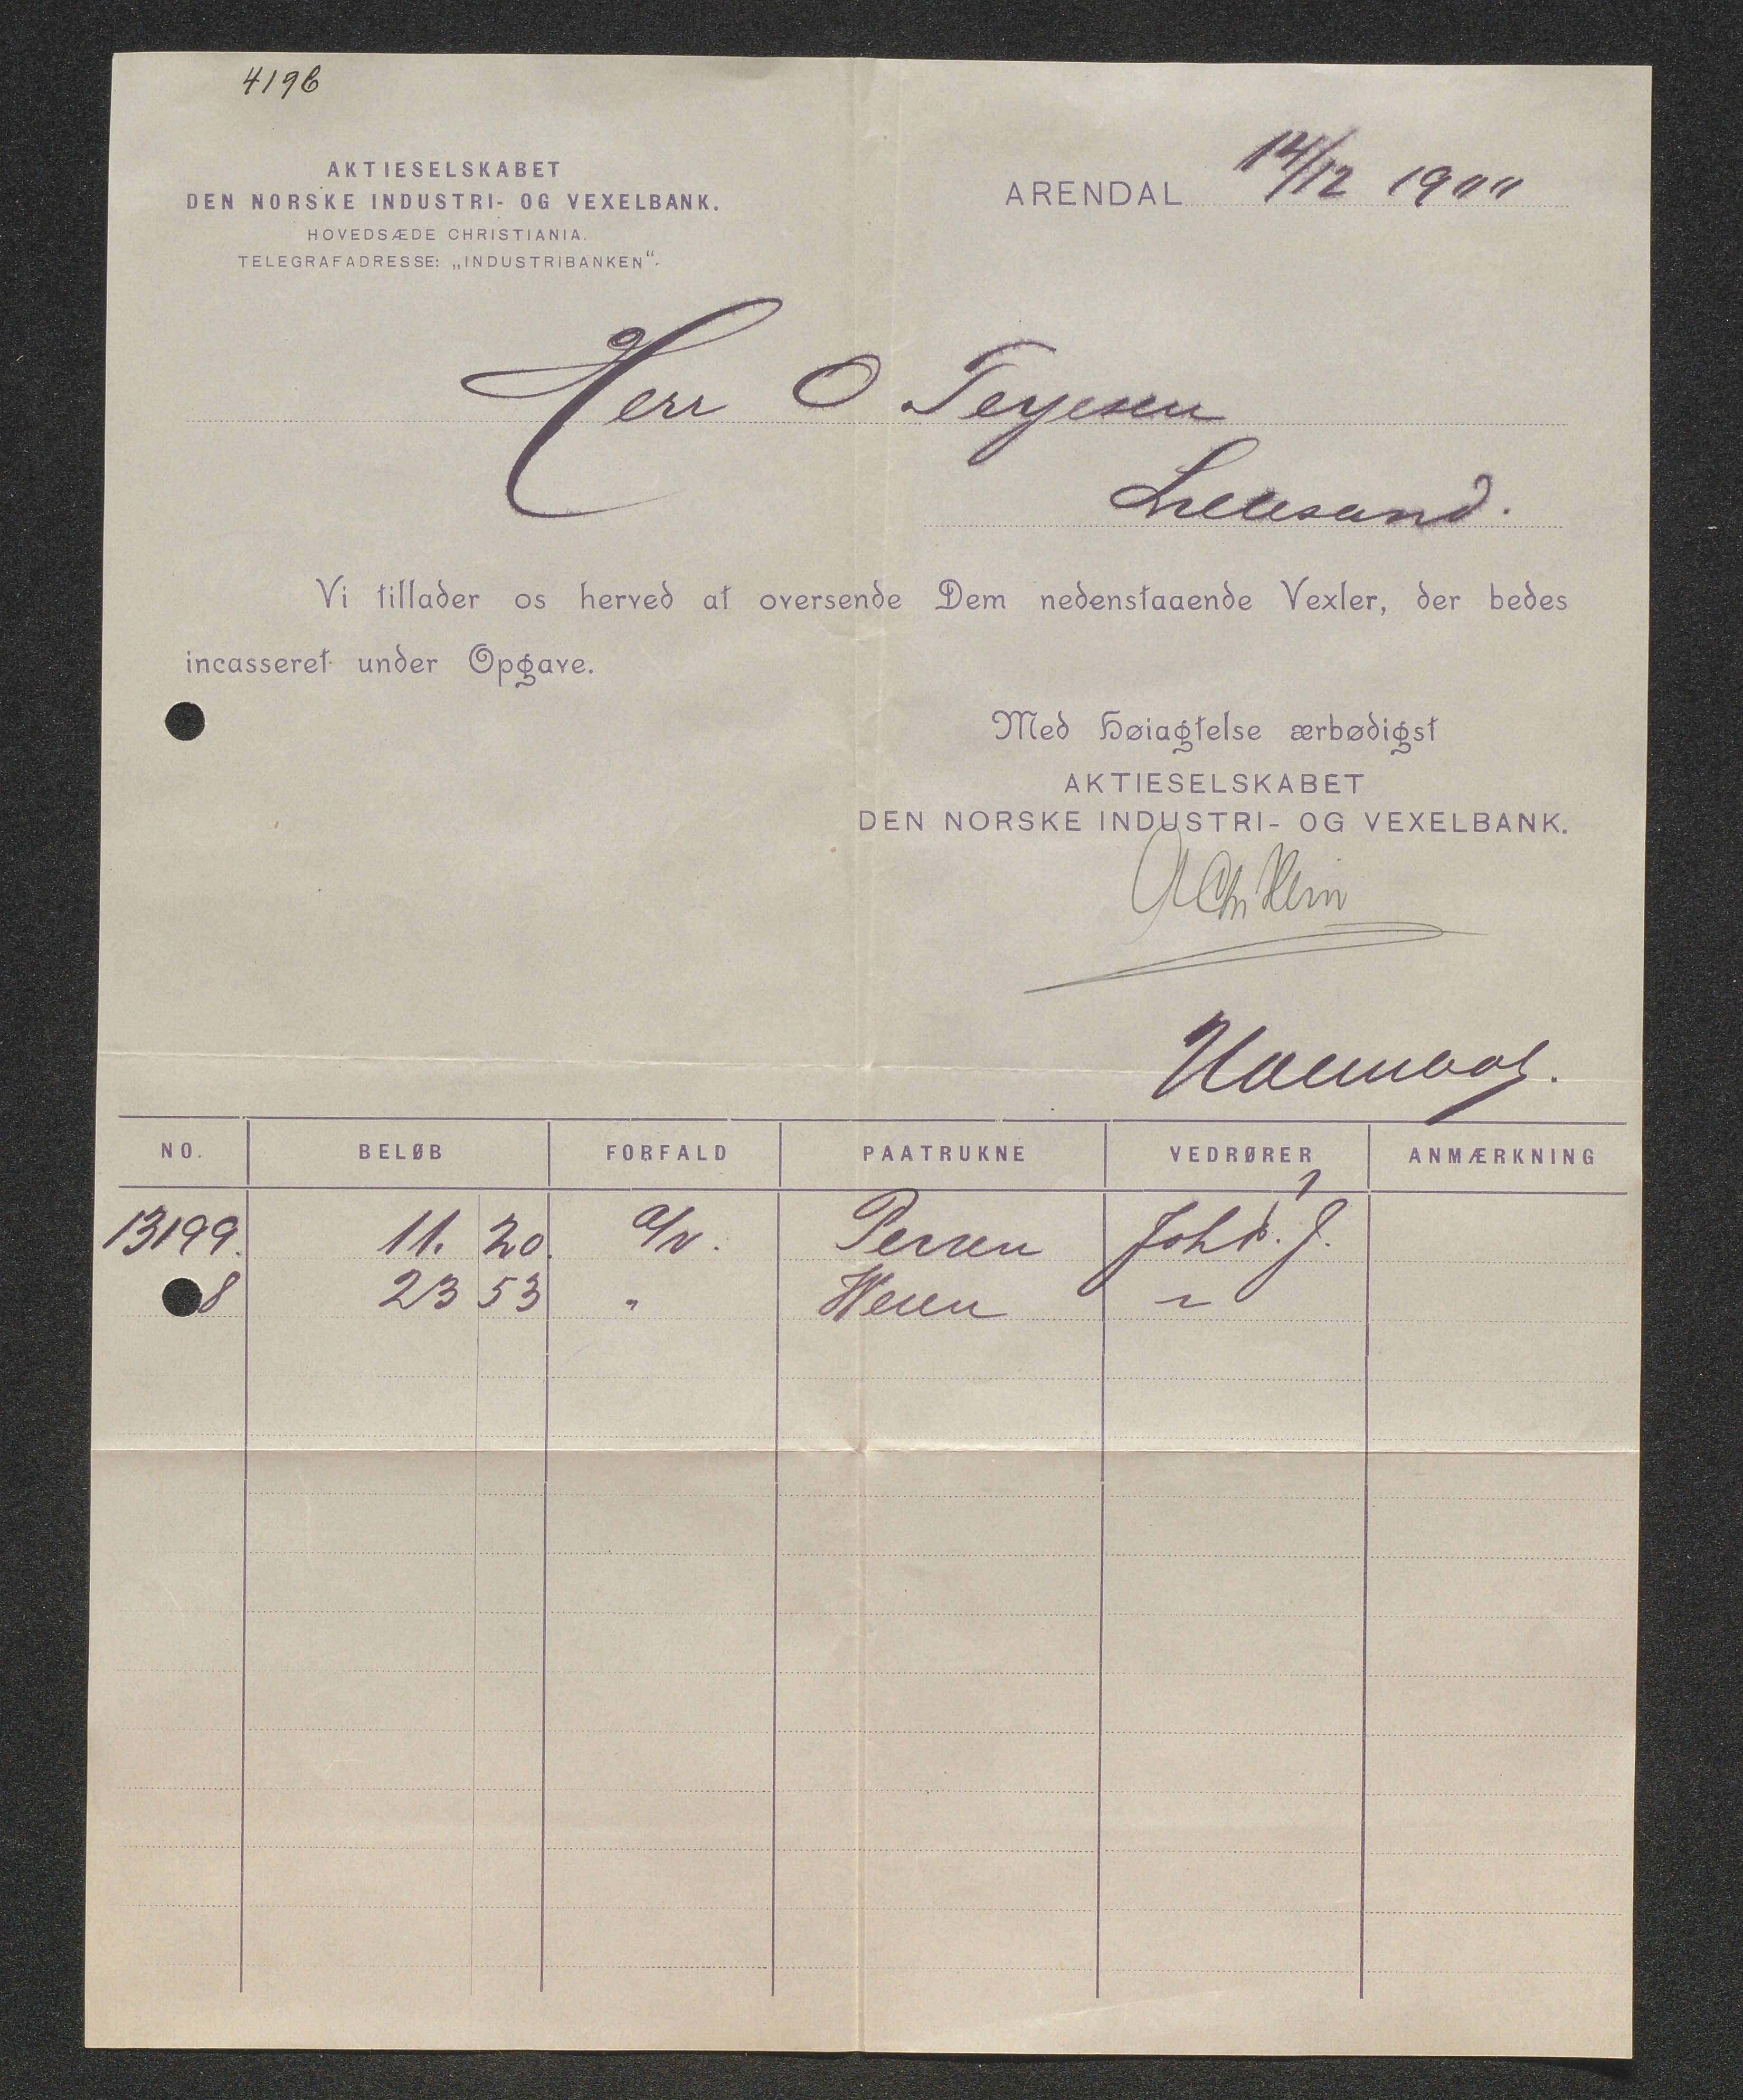 4196
AKTIESELSKABET
DEN NORSKE INDUSTRI- OG VEXELBANK.
HOVEDSÆDE CHRISTIANIA.
TELEGRAFADRESSE: „INDUSTRIBANKEN“.
ARENDAL 14/12 1900
Herr O. Terjesen
Lillesand.
Vi tillader os herved at oversende Dem nedenstaaende Vexler, der bedes
incasseret under Opgave.
Med Høiagtelse ærbødigst
AKTIESELSKABET
DEN NORSKE INDUSTRI- OG VEXELBANK.
NO. BELØB FORFALD PAATRUKNE VEDRØRER ANMÆRKNING
13199. 11. 20. a/v.
8 23 53 "